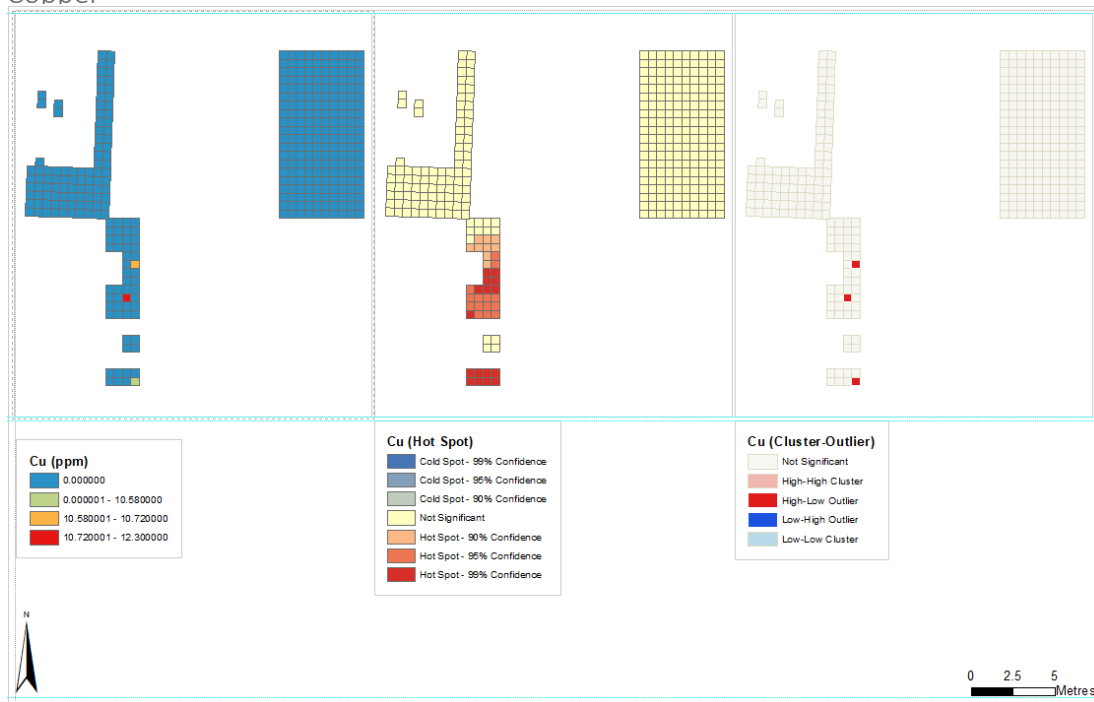 Copper
Cu (ppm)
0.000000
0.000001 - 10.580000
10.580001 - 10.720000
10.720001 - 12.300000
Cu (Hot Spot)
Cold Spot - 99% Confidence
Cold Spot - 95% Confidence
Cold Spot - 90% Confidence
Not Significant
Hot Spot - 90% Confidence
Hot Spot - 95% Confidence
Hot Spot - 99% Confidence
Cu (Cluster-Outlier)
Not Significant
High-High Cluster
High-Low Outlier
Low-High Outlier
Low-Low Cluster
N
0 2.5 5
Metres